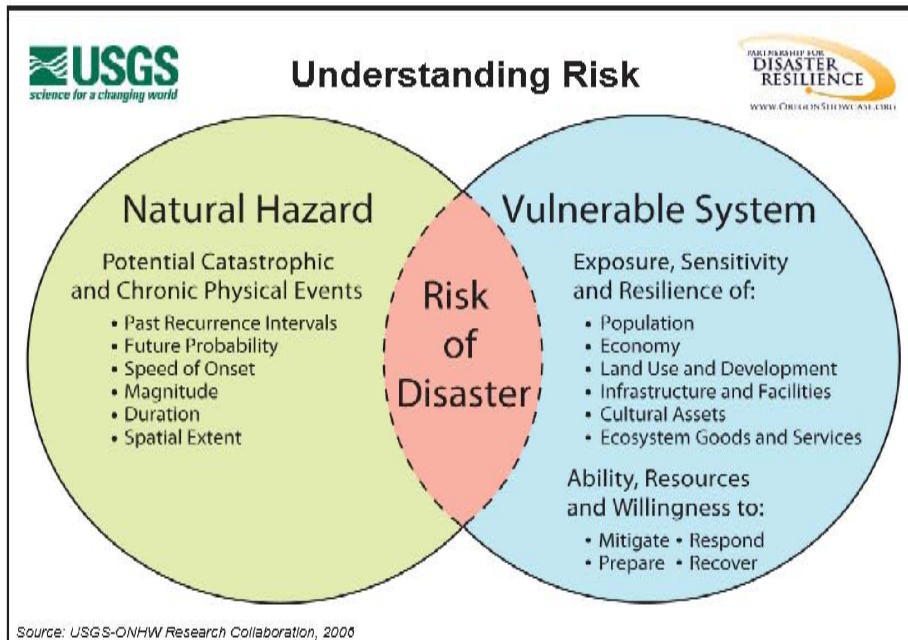 USGS
science for a changing world
Understanding Risk
PARTNERSHIP FOR
DISASTER
RESILIENCE
WWW.OREGONSHOWCASE.ORG
Natural Hazard
Potential Catastrophic
and Chronic Physical Events
• Past Recurrence Intervals
• Future Probability
• Speed of Onset
• Magnitude
• Duration
• Spatial Extent
Risk
of
Disaster
Vulnerable System
Exposure, Sensitivity
and Resilience of:
• Population
• Economy
• Land Use and Development
• Infrastructure and Facilities
• Cultural Assets
• Ecosystem Goods and Services
Ability, Resources
and Willingness to:
• Mitigate • Respond
• Prepare • Recover
Source: USGS-ONHW Research Collaboration, 2006